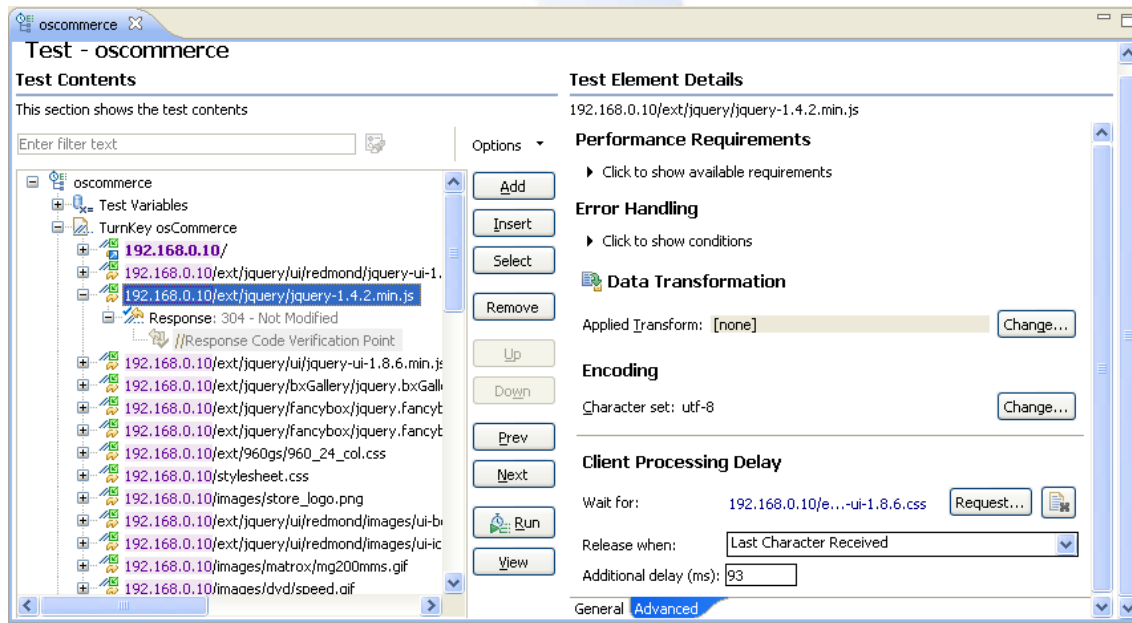 oscommerce
Test - oscommerce
Test Contents
This section shows the test contents
Enter filter text
oscommerce
Test Variables
TurnKey osCommerce
192.168.0.10/
192.168.0.10/ext/jquery/ui/redmond/jquery-ui-1.
192.168.0.10/ext/jquery/jquery-1.4.2.min.js
Response: 304 - Not Modified
//Response Code Verification Point
192.168.0.10/ext/jquery/ui/jquery-ui-1.8.6.min.js
192.168.0.10/ext/jquery/bxGallery/jquery.bxGall
192.168.0.10/ext/jquery/fancybox/jquery.fancyb
192.168.0.10/ext/jquery/fancybox/jquery.fancyb
192.168.0.10/ext/960gs/960_24_col.css
192.168.0.10/stylesheet.css
192.168.0.10/images/store_logo.png
192.168.0.10/ext/jquery/ui/redmond/images/ui-b
192.168.0.10/ext/jquery/ui/redmond/images/ui-ic
192.168.0.10/images/matrox/mg200mms.gif
192.168.0.10/images/dvd/speed.gif
Options
Add
Insert
Select
Remove
Up
Down
Prev
Next
Run
View
Test Element Details
192.168.0.10/ext/jquery/jquery-1.4.2.min.js
Performance Requirements
Click to show available requirements
Error Handling
Click to show conditions
Data Transformation
Applied Transform: [none] Change...
Encoding
Character set: utf-8 Change...
Client Processing Delay
Wait for: 192.168.0.10/e...-ui-1.8.6.css Request...
Release when: Last Character Received
Additional delay (ms): 93
General Advanced